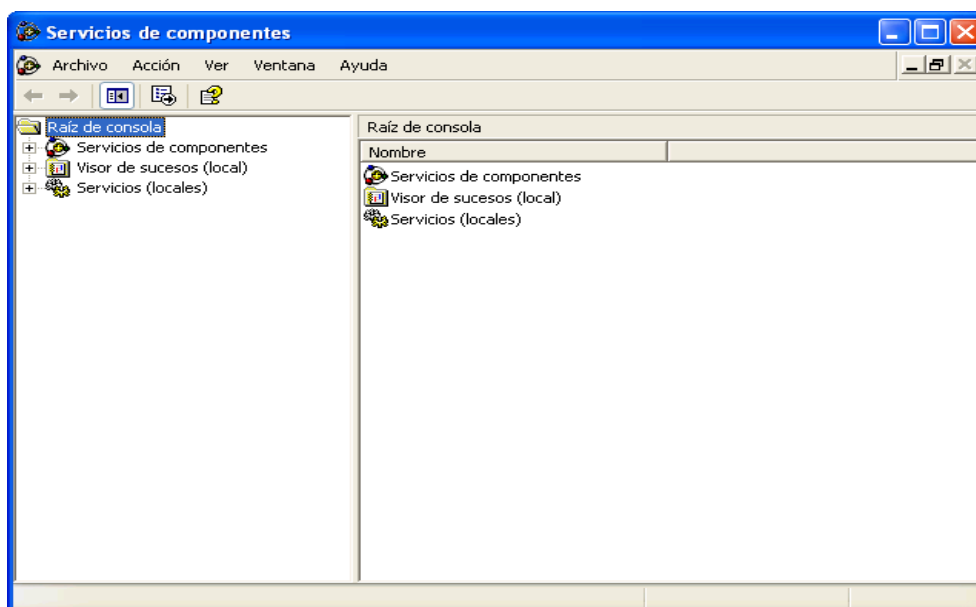 Servicios de componentes
Archivo Acción Ver Ventana Ayuda
Raíz de consola
Servicios de componentes
Visor de sucesos (local)
Servicios (locales)
Raíz de consola
Nombre
Servicios de componentes
Visor de sucesos (local)
Servicios (locales)